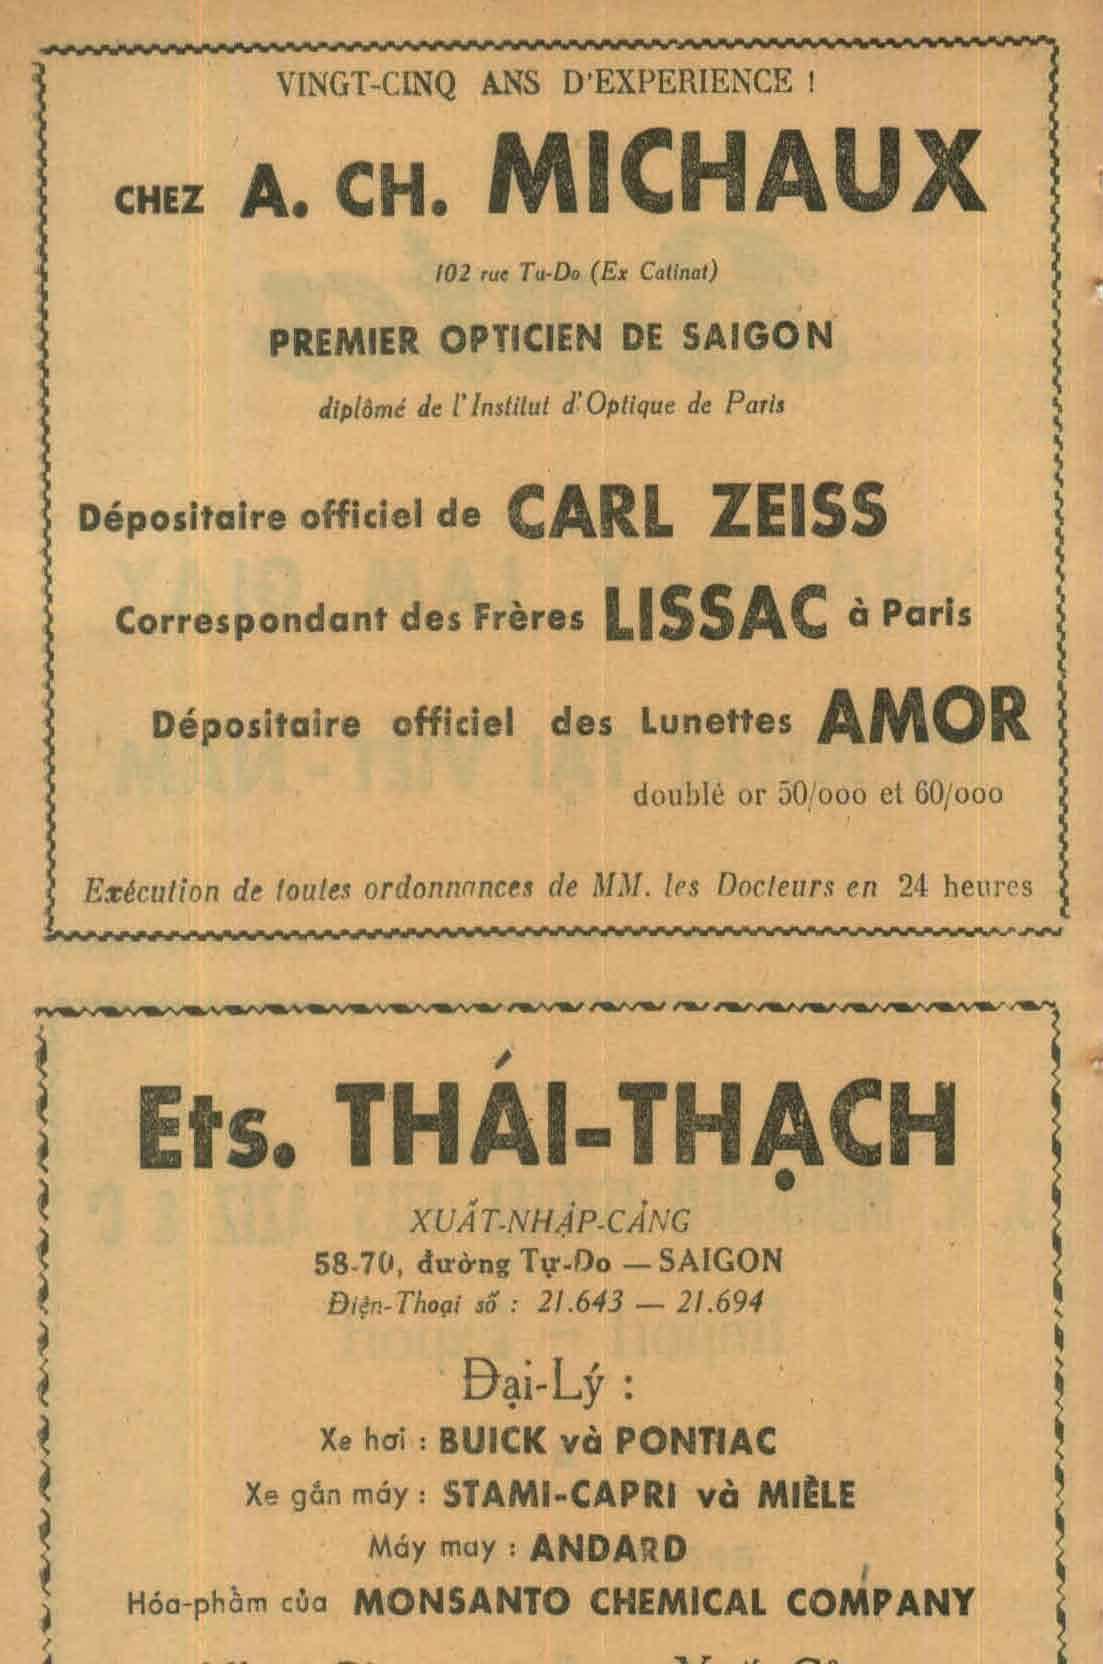 VINGT-CINQ ANS D'EXPERIENCE !
CHEZ A. CH. MICHAUX
102 rue Tu-Do (Ex Catinat)
PREMIER OPTICIEN DE SAIGON
diplômé de l'Institut d'Optique de Paris
Dépositaire officiel de CARL ZEISS
Correspondant des Frères LISSAC à Paris
Dépositaire officiel des Lunettes AMOR
doublé or 50/ooo et 60/ooo
Exécution de toutes ordonnances de MM. les Docteurs en 24 heures
Ets. THÁI-THẠCH
XUẤT-NHẬP-CẢNG
58-70, đường Tự-Do — SAIGON
Điện-Thoại số : 21.643 — 21.694
Đại-Lý :
Xe hơi : BUICK và PONTIAC
Xe gắn máy : STAMI-CAPRI và MIÈLE
Máy may : ANDARD
Hóa-phẩm của MONSANTO CHEMICAL COMPANY